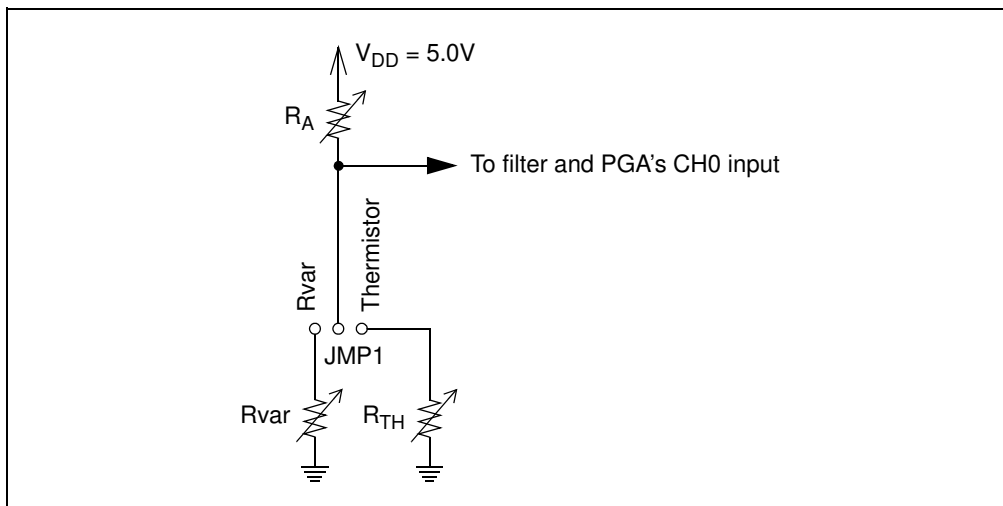 V_DD = 5.0V
R_A
To filter and PGA's CH0 input
Rvar
Thermistor
JMP1
Rvar
R_TH